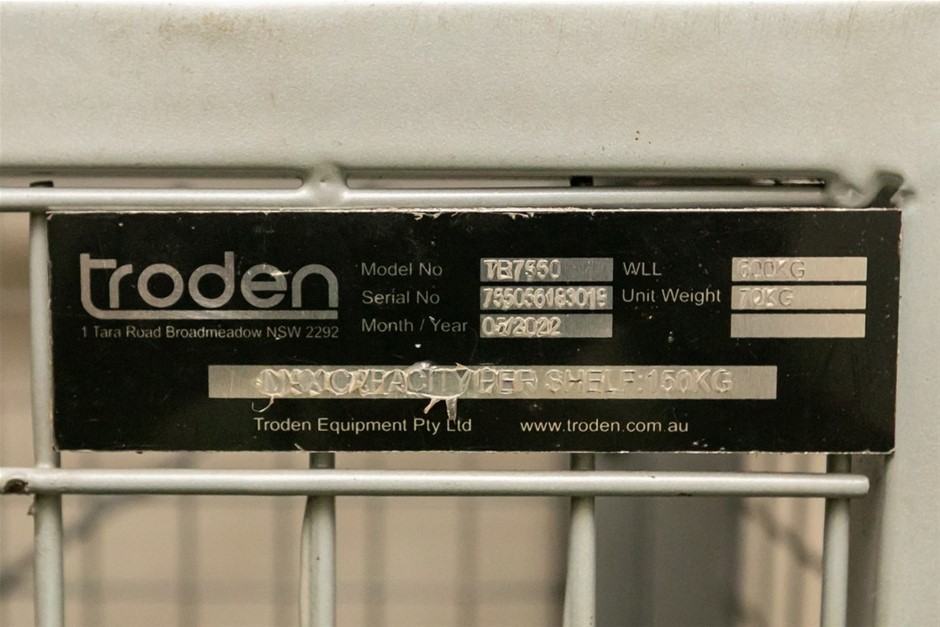 troden
1 Tara Road Broadmeadow NSW 2292
Model No TB7550 WLL 600KG
Serial No Unit Weight 70KG
Month / Year 05/2022
MAX CAPACITY PER SHELF:150KG
Troden Equipment Pty Ltd www.troden.com.au